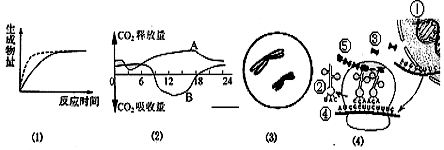 生成物量
反应时间
(1)
CO₂释放量
A
0 6 12 18 24
B
CO₂吸收量
(2)
(3)
①
②
③
④
⑤
(4)